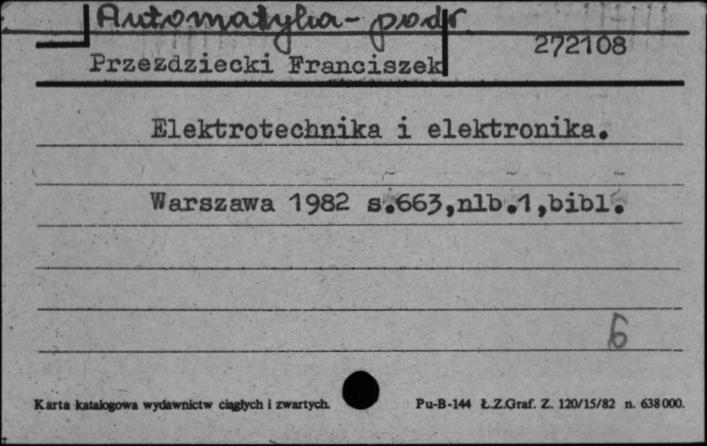 Automatyka - podr
272108
Przezdziecki Franciszek
Elektrotechnika i elektronika.
Warszawa 1982 s.663,nlb.1,bibl.
6
Karta katalogowa wydawnictw ciągłych i zwartych.
Pu-B-144 Ł.Z.Graf. Z. 120/15/82 n. 638000.